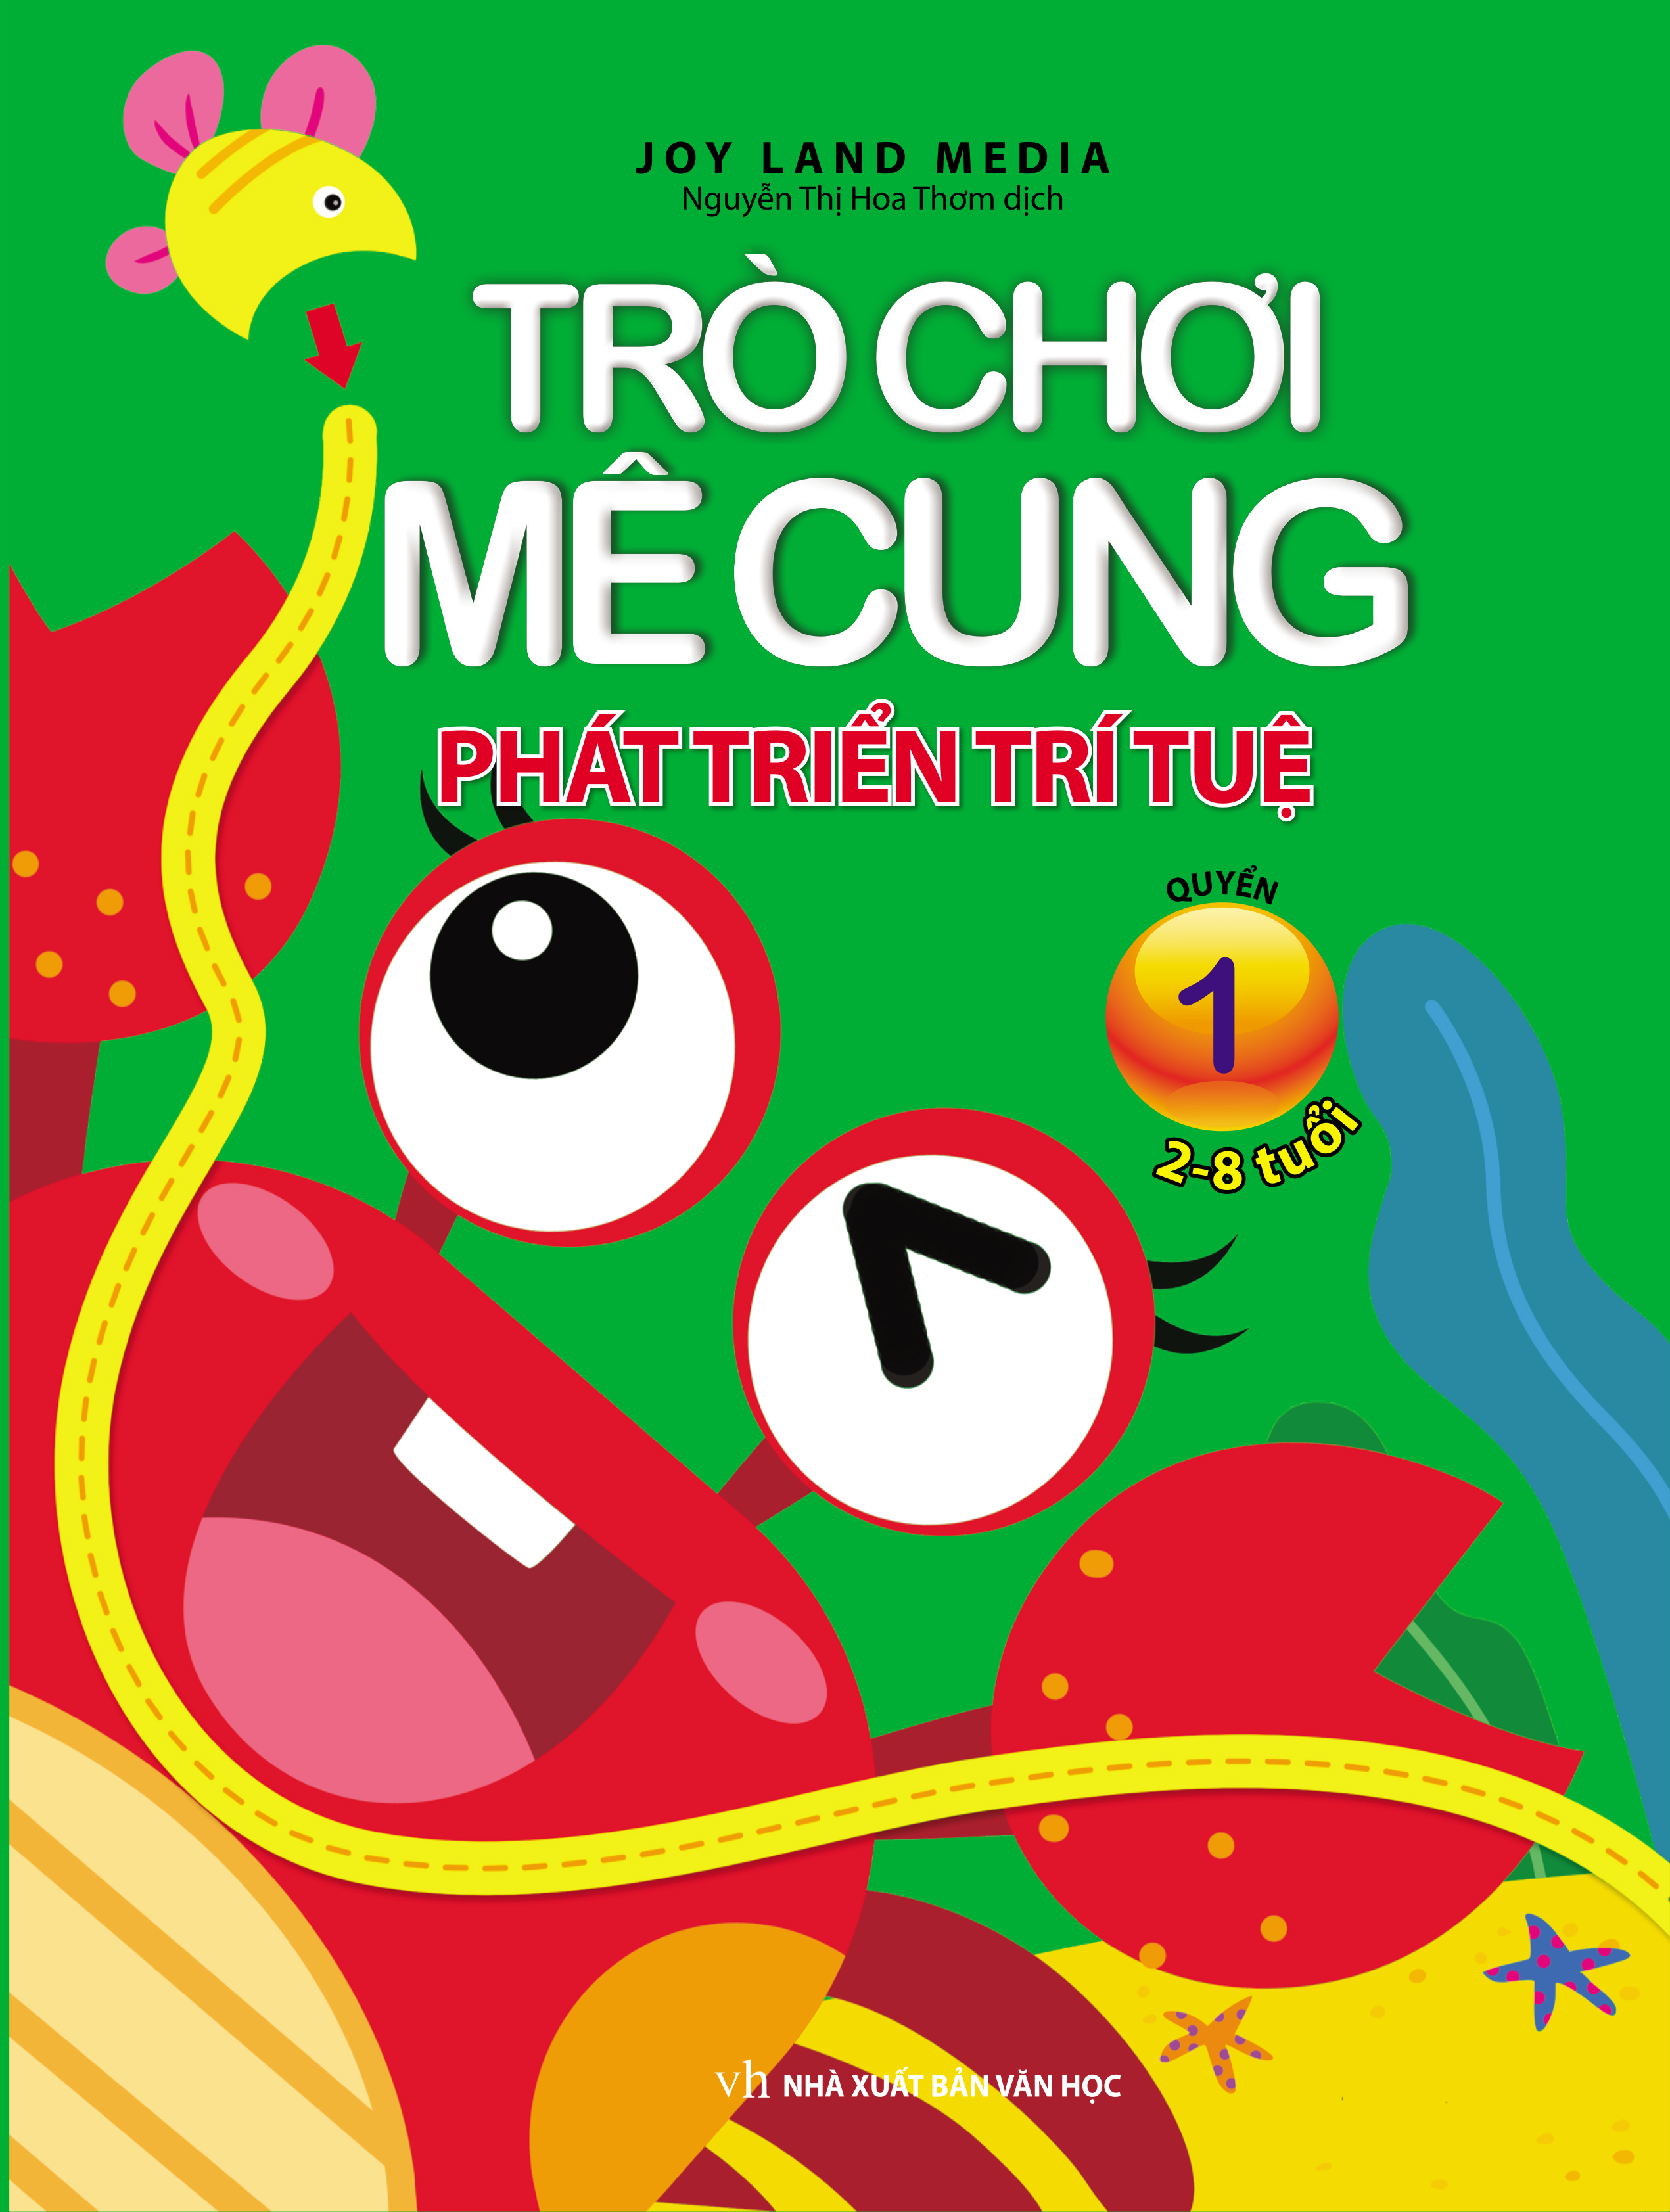 JOY LAND MEDIA
Nguyễn Thị Hoa Thơm dịch
TRÒ CHƠI
MÊ CUNG
PHÁT TRIỂN TRÍ TUỆ
QUYỂN
1
2-8 tuổi
vh NHÀ XUẤT BẢN VĂN HỌC